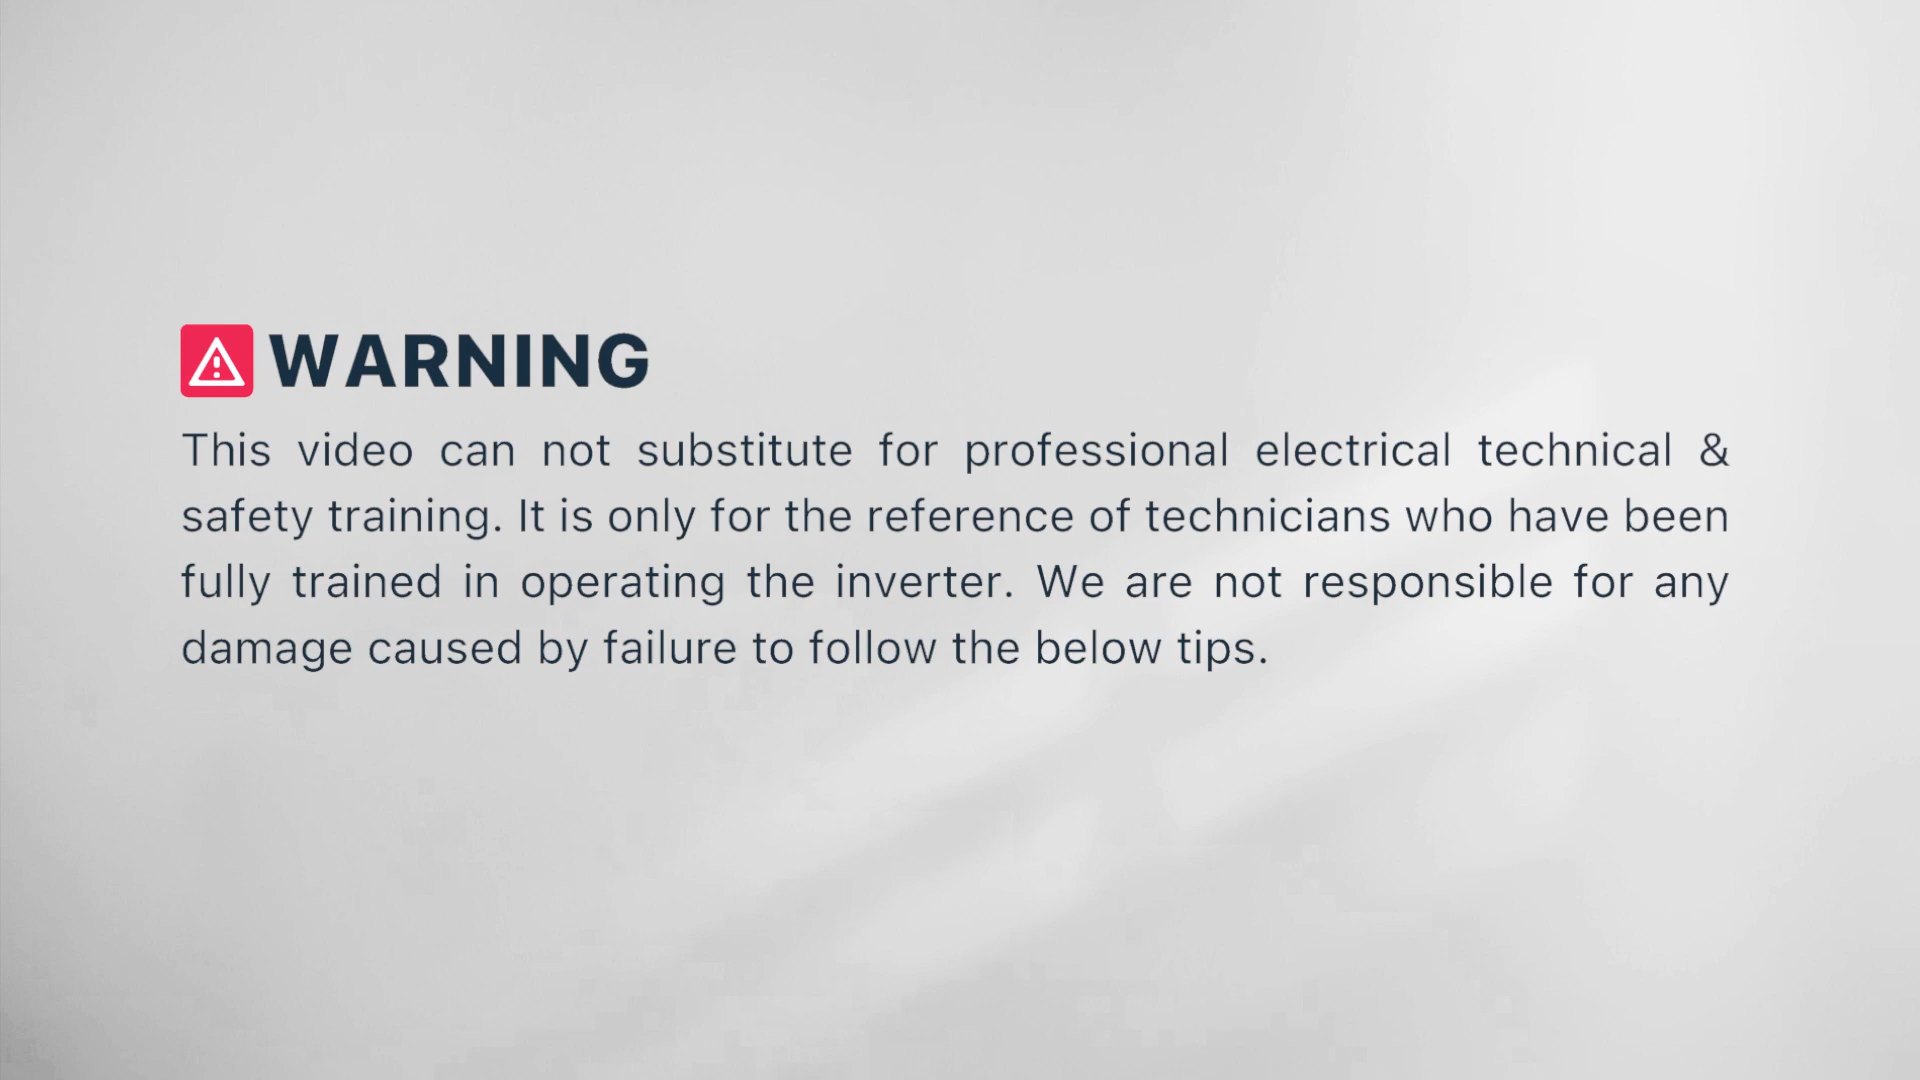 WARNING
This video can not substitute for professional electrical technical &
safety training. It is only for the reference of technicians who have been
fully trained in operating the inverter. We are not responsible for any
damage caused by failure to follow the below tips.